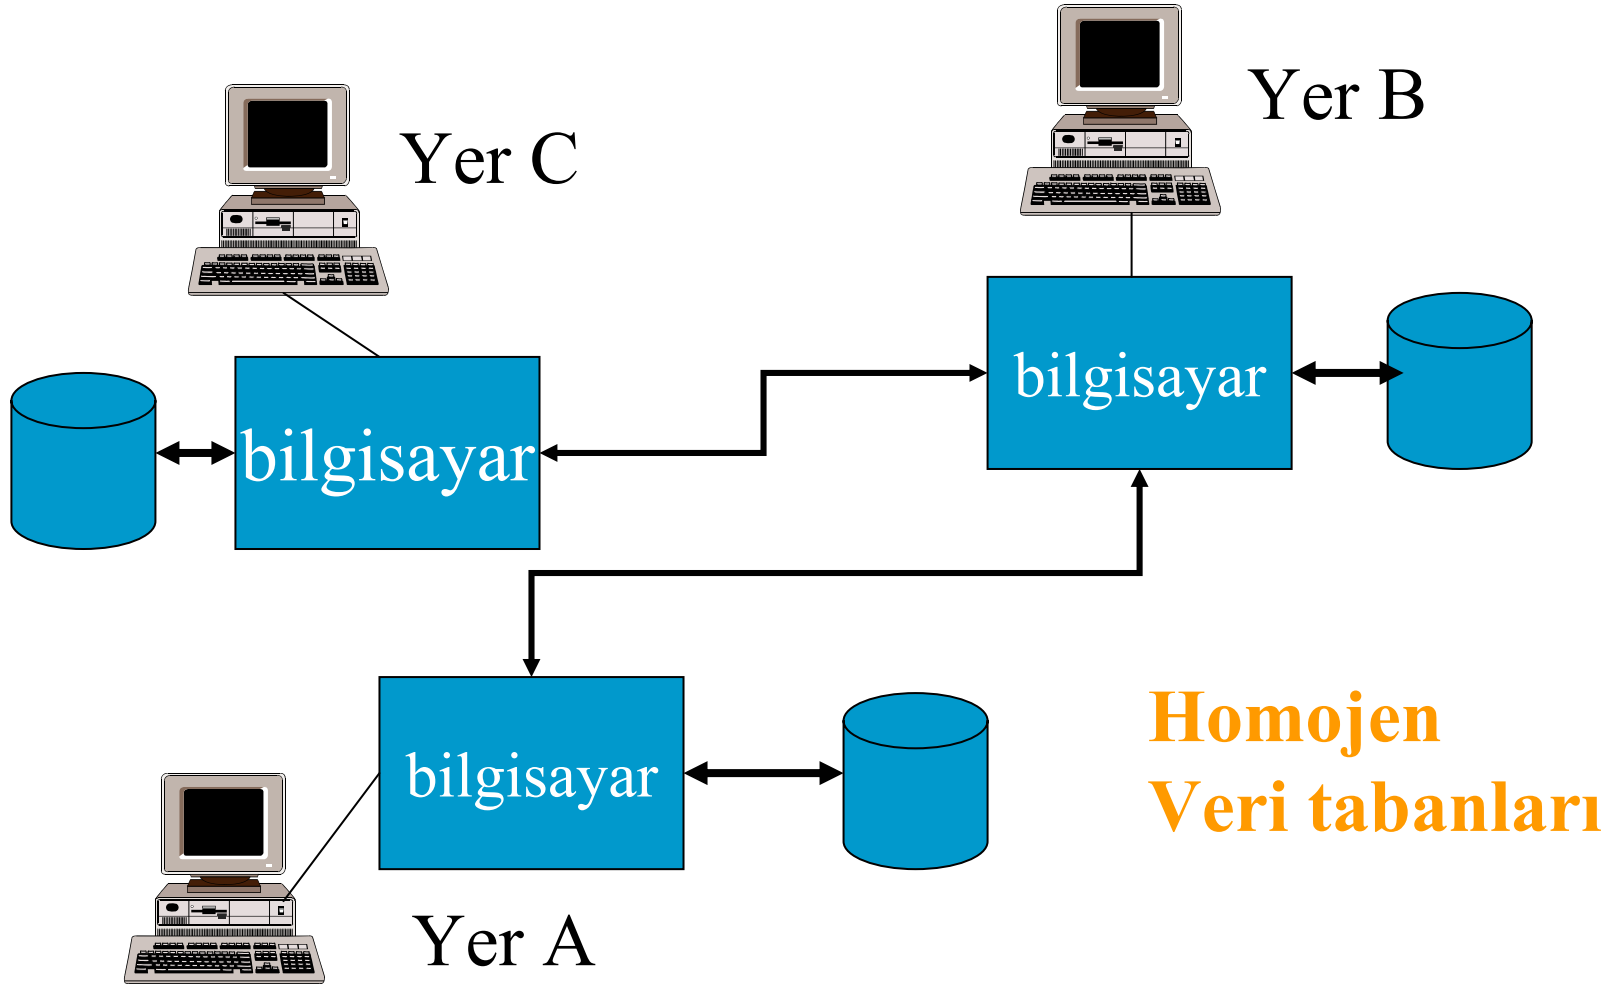 Yer B
Yer C
bilgisayar
bilgisayar
bilgisayar
Homojen
Veri tabanları
Yer A